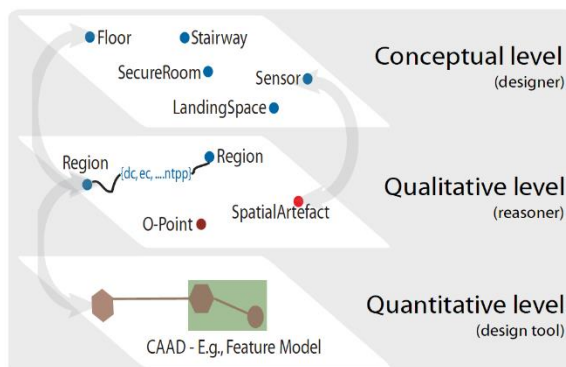 Floor
Stairway
SecureRoom
Sensor
LandingSpace
Conceptual level
(designer)
Region
{dc, ec, ....ntpp}
Region
SpatialArtefact
O-Point
Qualitative level
(reasoner)
CAAD - E.g., Feature Model
Quantitative level
(design tool)